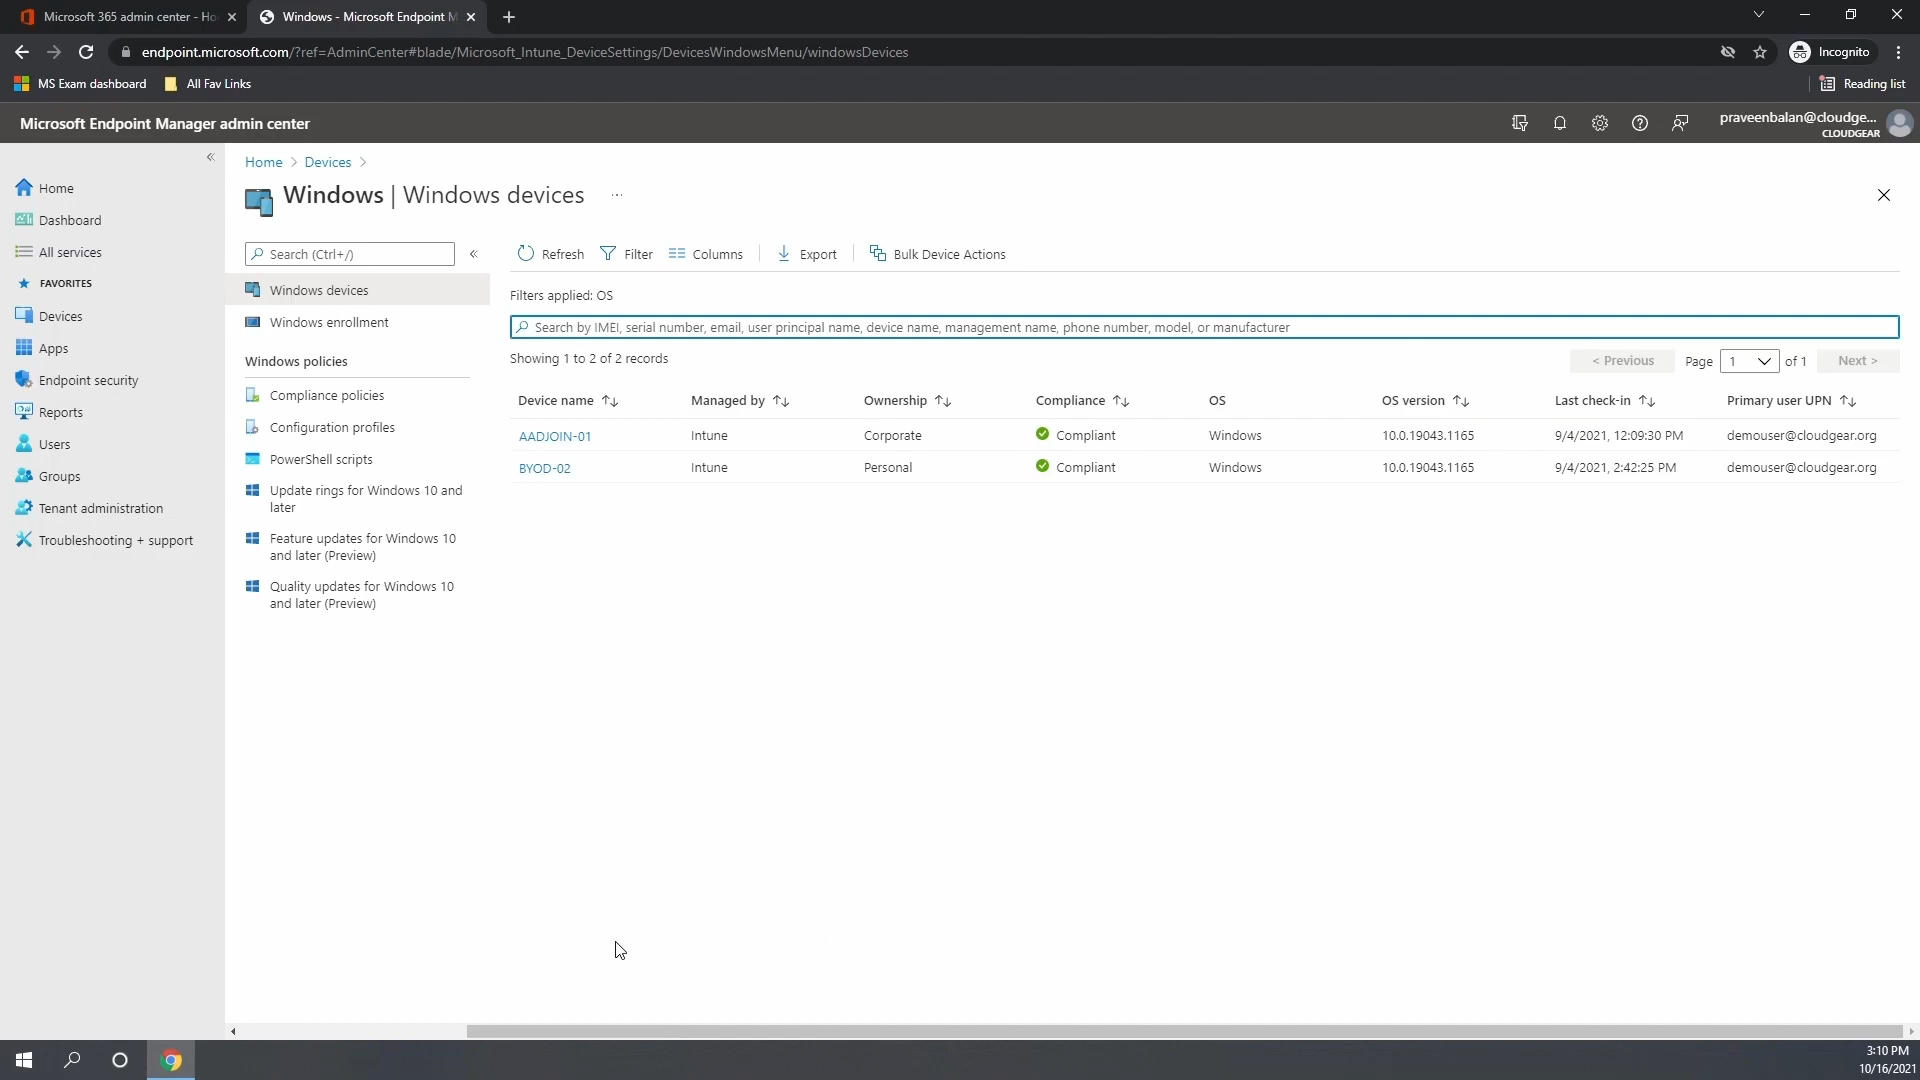 Microsoft 365 admin center - Ho
Windows - Microsoft Endpoint M
endpoint.microsoft.com/?ref=AdminCenter#blade/Microsoft_Intune_DeviceSettings/DevicesWindowsMenu/windowsDevices
Incognito
MS Exam dashboard
All Fav Links
Reading list
Microsoft Endpoint Manager admin center
praveenbalan@cloudge...
CLOUDGEAR
Home
Dashboard
All services
FAVORITES
Devices
Apps
Endpoint security
Reports
Users
Groups
Tenant administration
Troubleshooting + support
Home > Devices >
Windows | Windows devices ...
Search (Ctrl+/)
Windows devices
Windows enrollment
Windows policies
Compliance policies
Configuration profiles
PowerShell scripts
Update rings for Windows 10 and
later
Feature updates for Windows 10
and later (Preview)
Quality updates for Windows 10
and later (Preview)
Refresh Filter Columns Export Bulk Device Actions
Filters applied: OS
Search by IMEI, serial number, email, user principal name, device name, management name, phone number, model, or manufacturer
Showing 1 to 2 of 2 records
< Previous Page 1 of 1 Next >
Device name Managed by Ownership Compliance OS OS version Last check-in Primary user UPN
AADJOIN-01 Intune Corporate Compliant Windows 10.0.19043.1165 9/4/2021, 12:09:30 PM demouser@cloudgear.org
BYOD-02 Intune Personal Compliant Windows 10.0.19043.1165 9/4/2021, 2:42:25 PM demouser@cloudgear.org
3:10 PM
10/16/2021